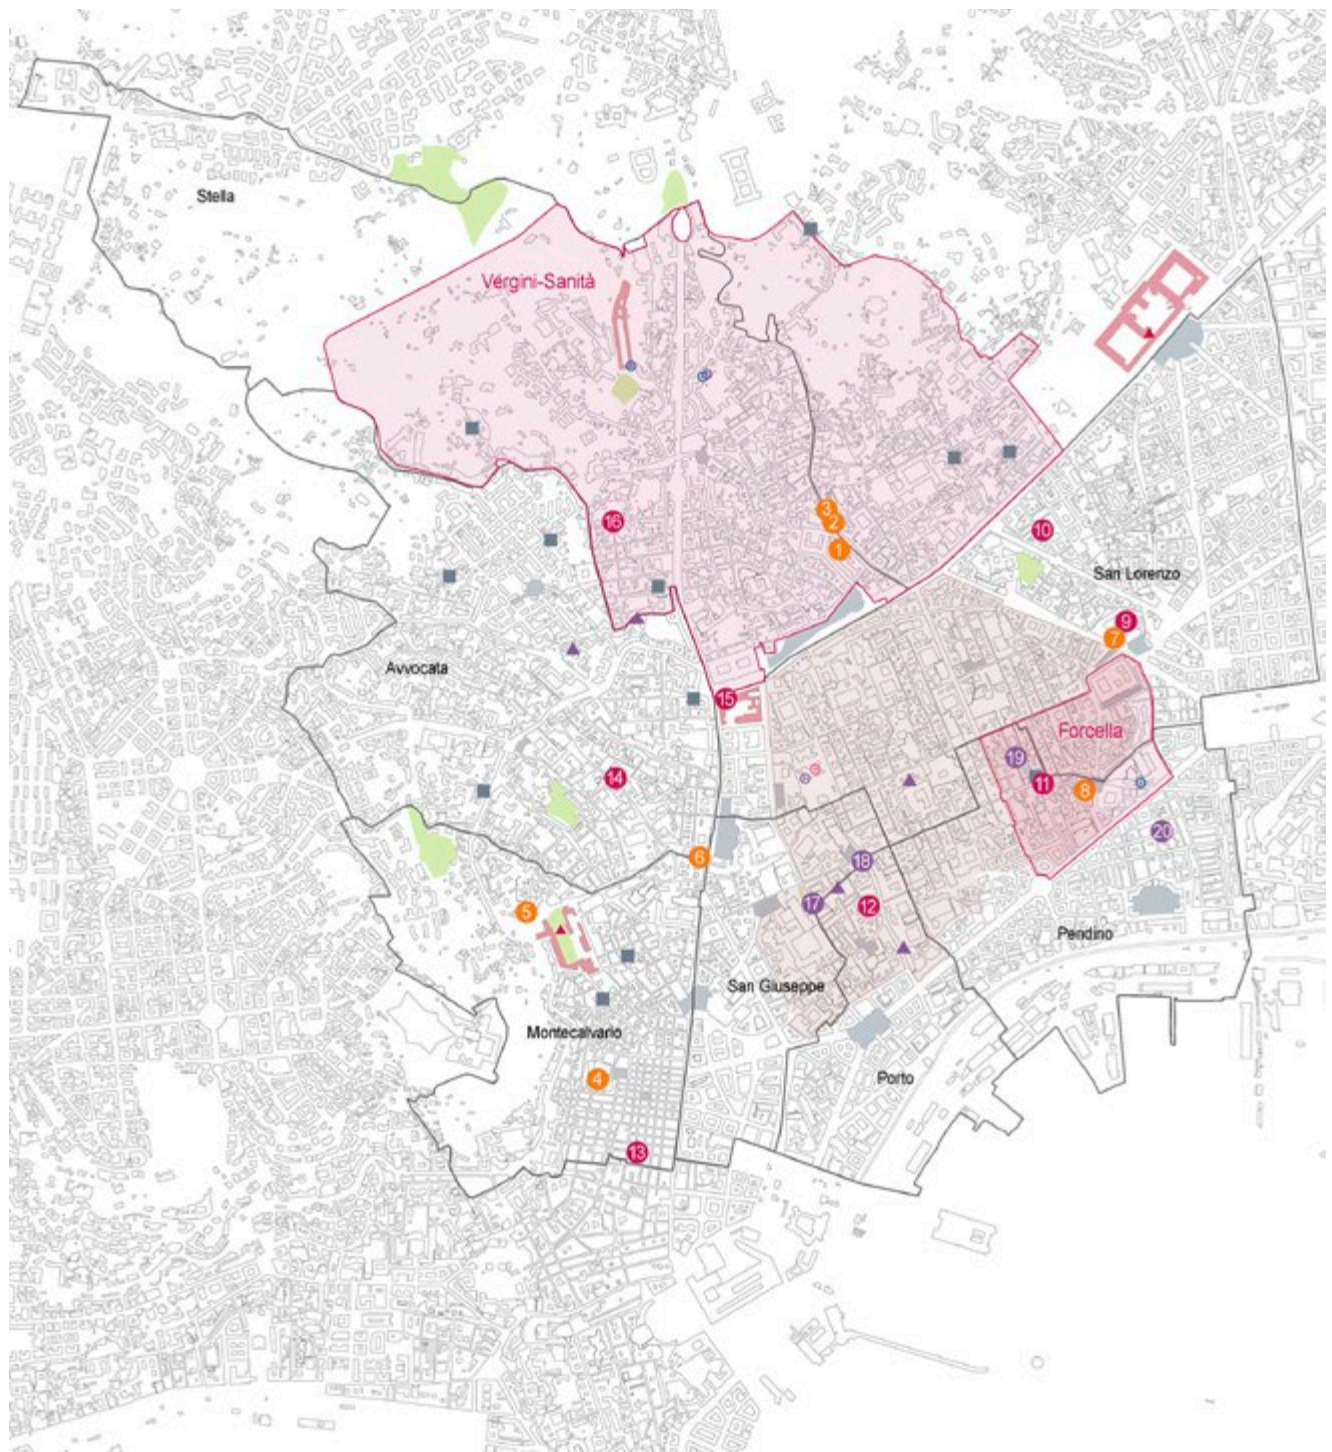 Stella
Vergini-Sanità
3
2
1
16
10
San Lorenzo
9
7
Avvocata
15
Forcella
19
11
8
14
20
6
18
17
12
5
Pendino
San Giuseppe
Montecalvario
4
Porto
13